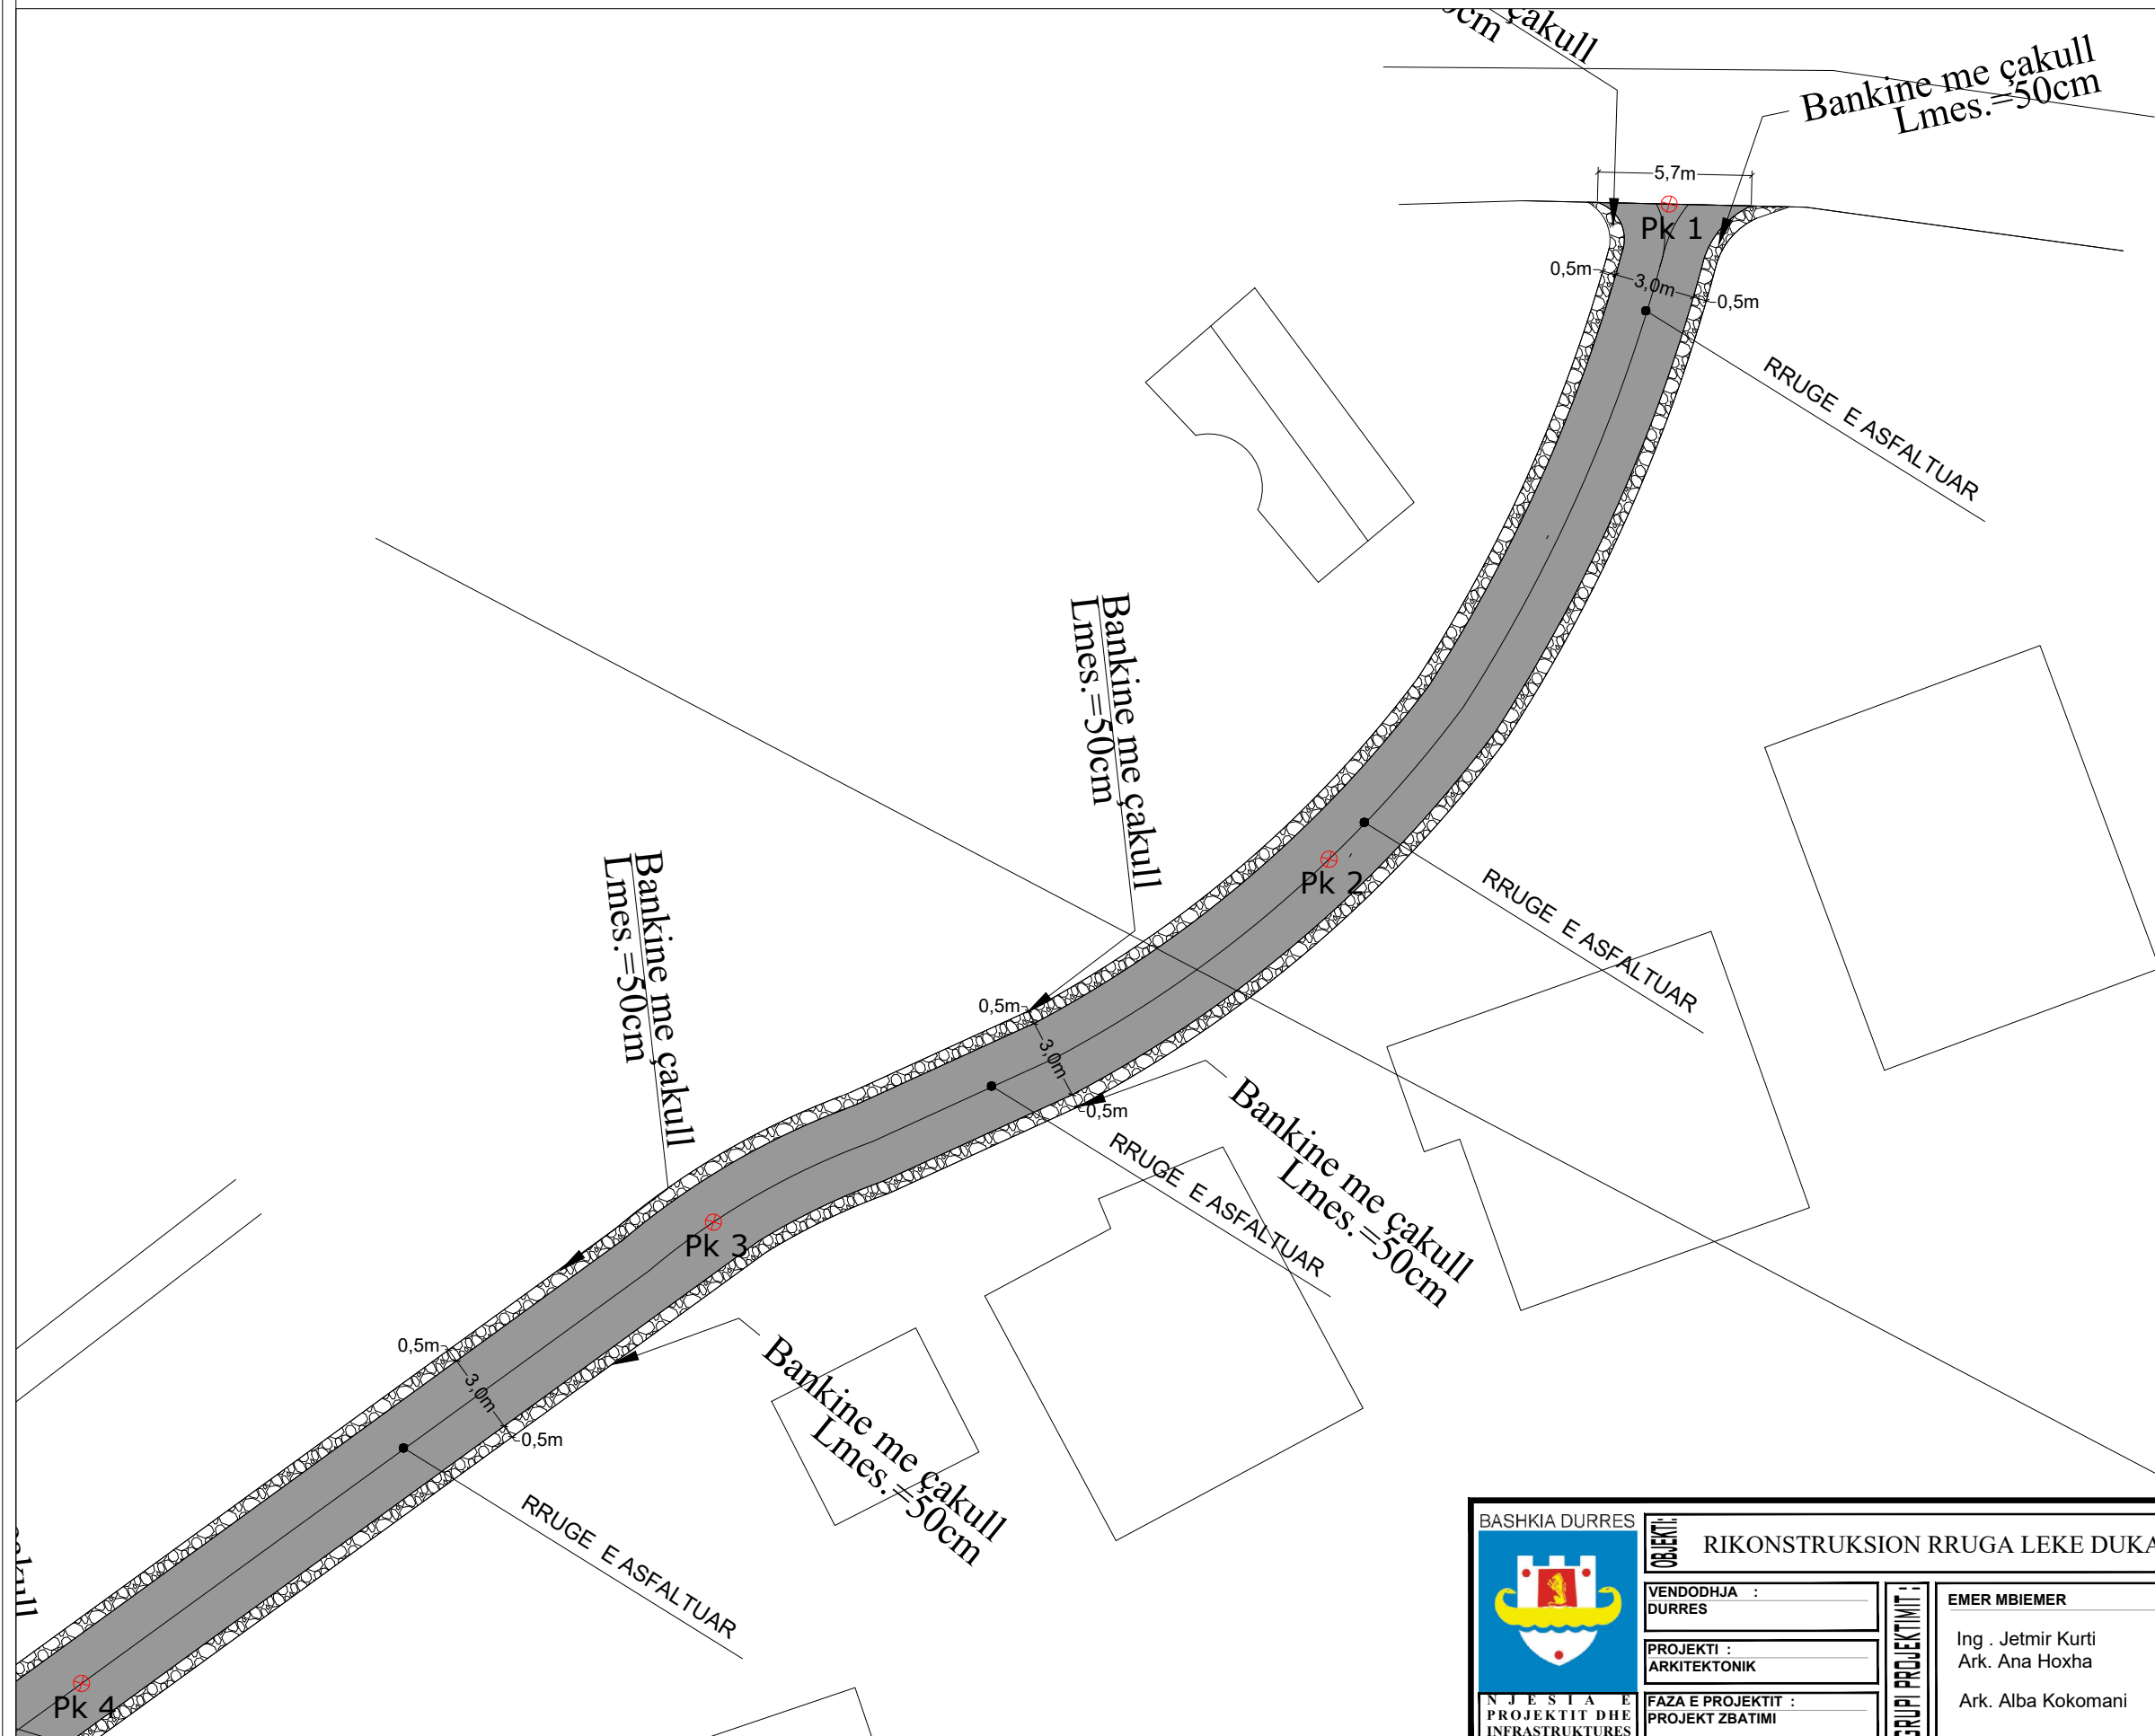 çakull
0cm
Bankine me çakull
Lmes.=50cm
5,7m
Pk 1
0,5m
3,0m
0,5m
RRUGE E ASFALTUAR
Bankine me çakull
Lmes.=50cm
Pk 2
RRUGE E ASFALTUAR
Bankine me çakull
Lmes.=50cm
0,5m
3,0m
0,5m
Bankine me çakull
Lmes.=50cm
RRUGE E ASFALTUAR
Pk 3
0,5m
3,0m
0,5m
Bankine me çakull
Lmes.=50cm
RRUGE E ASFALTUAR
Pk 4
BASHKIA DURRES
OBJEKTI:
RIKONSTRUKSION RRUGA LEKE DUKA
VENDODHJA :
DURRES
PROJEKTI :
ARKITEKTONIK
FAZA E PROJEKTIT :
PROJEKT ZBATIMI
NJESIA E
PROJEKTIT DHE
INFRASTRUKTURES
GRUPI PROJEKTIMIT :
EMER MBIEMER
Ing . Jetmir Kurti
Ark. Ana Hoxha
Ark. Alba Kokomani